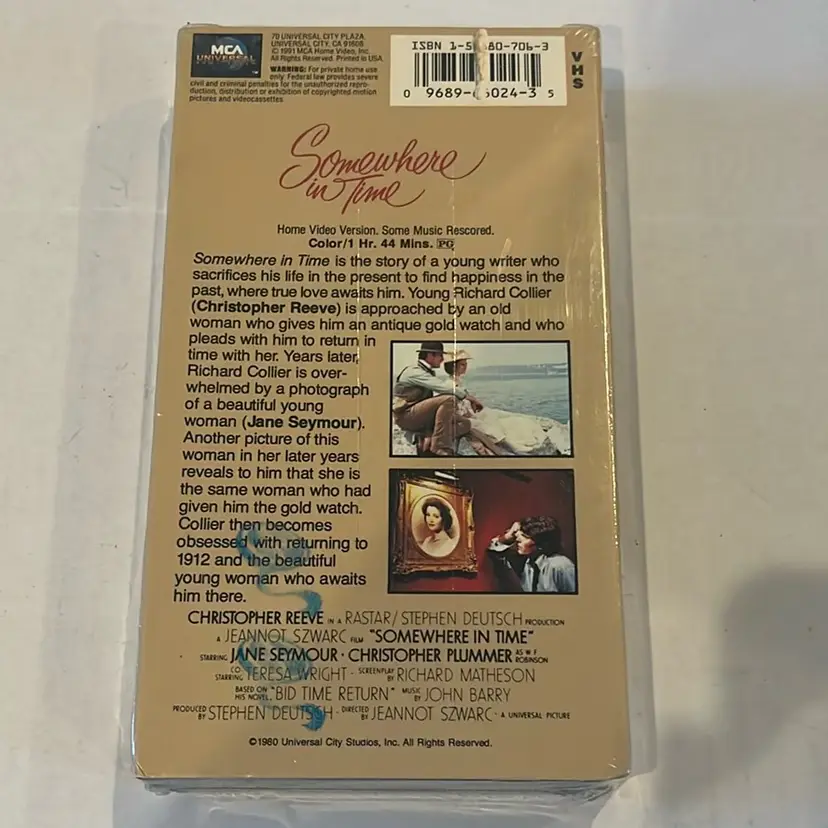 MCA
UNIVERSAL
70 UNIVERSAL CITY PLAZA,
UNIVERSAL CITY, CA 91608
© 1991 MCA Home Video, Inc.
All Rights Reserved. Printed in USA.
WARNING: For private home use
only. Federal law provides severe
civil and criminal penalties for the unauthorized repro-
duction, distribution or exhibition of copyrighted motion
pictures and videocassettes.
ISBN 1-5 80-706-3
0 9689- 6024-3 5
VHS
Somewhere
in Time
Home Video Version. Some Music Rescored.
Color/1 Hr. 44 Mins. PG
Somewhere in Time is the story of a young writer who
sacrifices his life in the present to find happiness in the
past, where true love awaits him. Young Richard Collier
(Christopher Reeve) is approached by an old
woman who gives him an antique gold watch and who
pleads with him to return in
time with her. Years later,
Richard Collier is over-
whelmed by a photograph
of a beautiful young
woman (Jane Seymour).
Another picture of this
woman in her later years
reveals to him that she is
the same woman who had
given him the gold watch.
Collier then becomes
obsessed with returning to
1912 and the beautiful
young woman who awaits
him there.
CHRISTOPHER REEVE IN A RASTAR/STEPHEN DEUTSCH PRODUCTION
A JEANNOT SZWARC FILM "SOMEWHERE IN TIME"
STARRING JANE SEYMOUR · CHRISTOPHER PLUMMER AS W F ROBINSON
CO STARRING TERESA WRIGHT · SCREENPLAY BY RICHARD MATHESON
BASED ON HIS NOVEL "BID TIME RETURN" MUSIC BY JOHN BARRY
PRODUCED BY STEPHEN DEUTSCH · DIRECTED BY JEANNOT SZWARC · A UNIVERSAL PICTURE
©1980 Universal City Studios, Inc. All Rights Reserved.